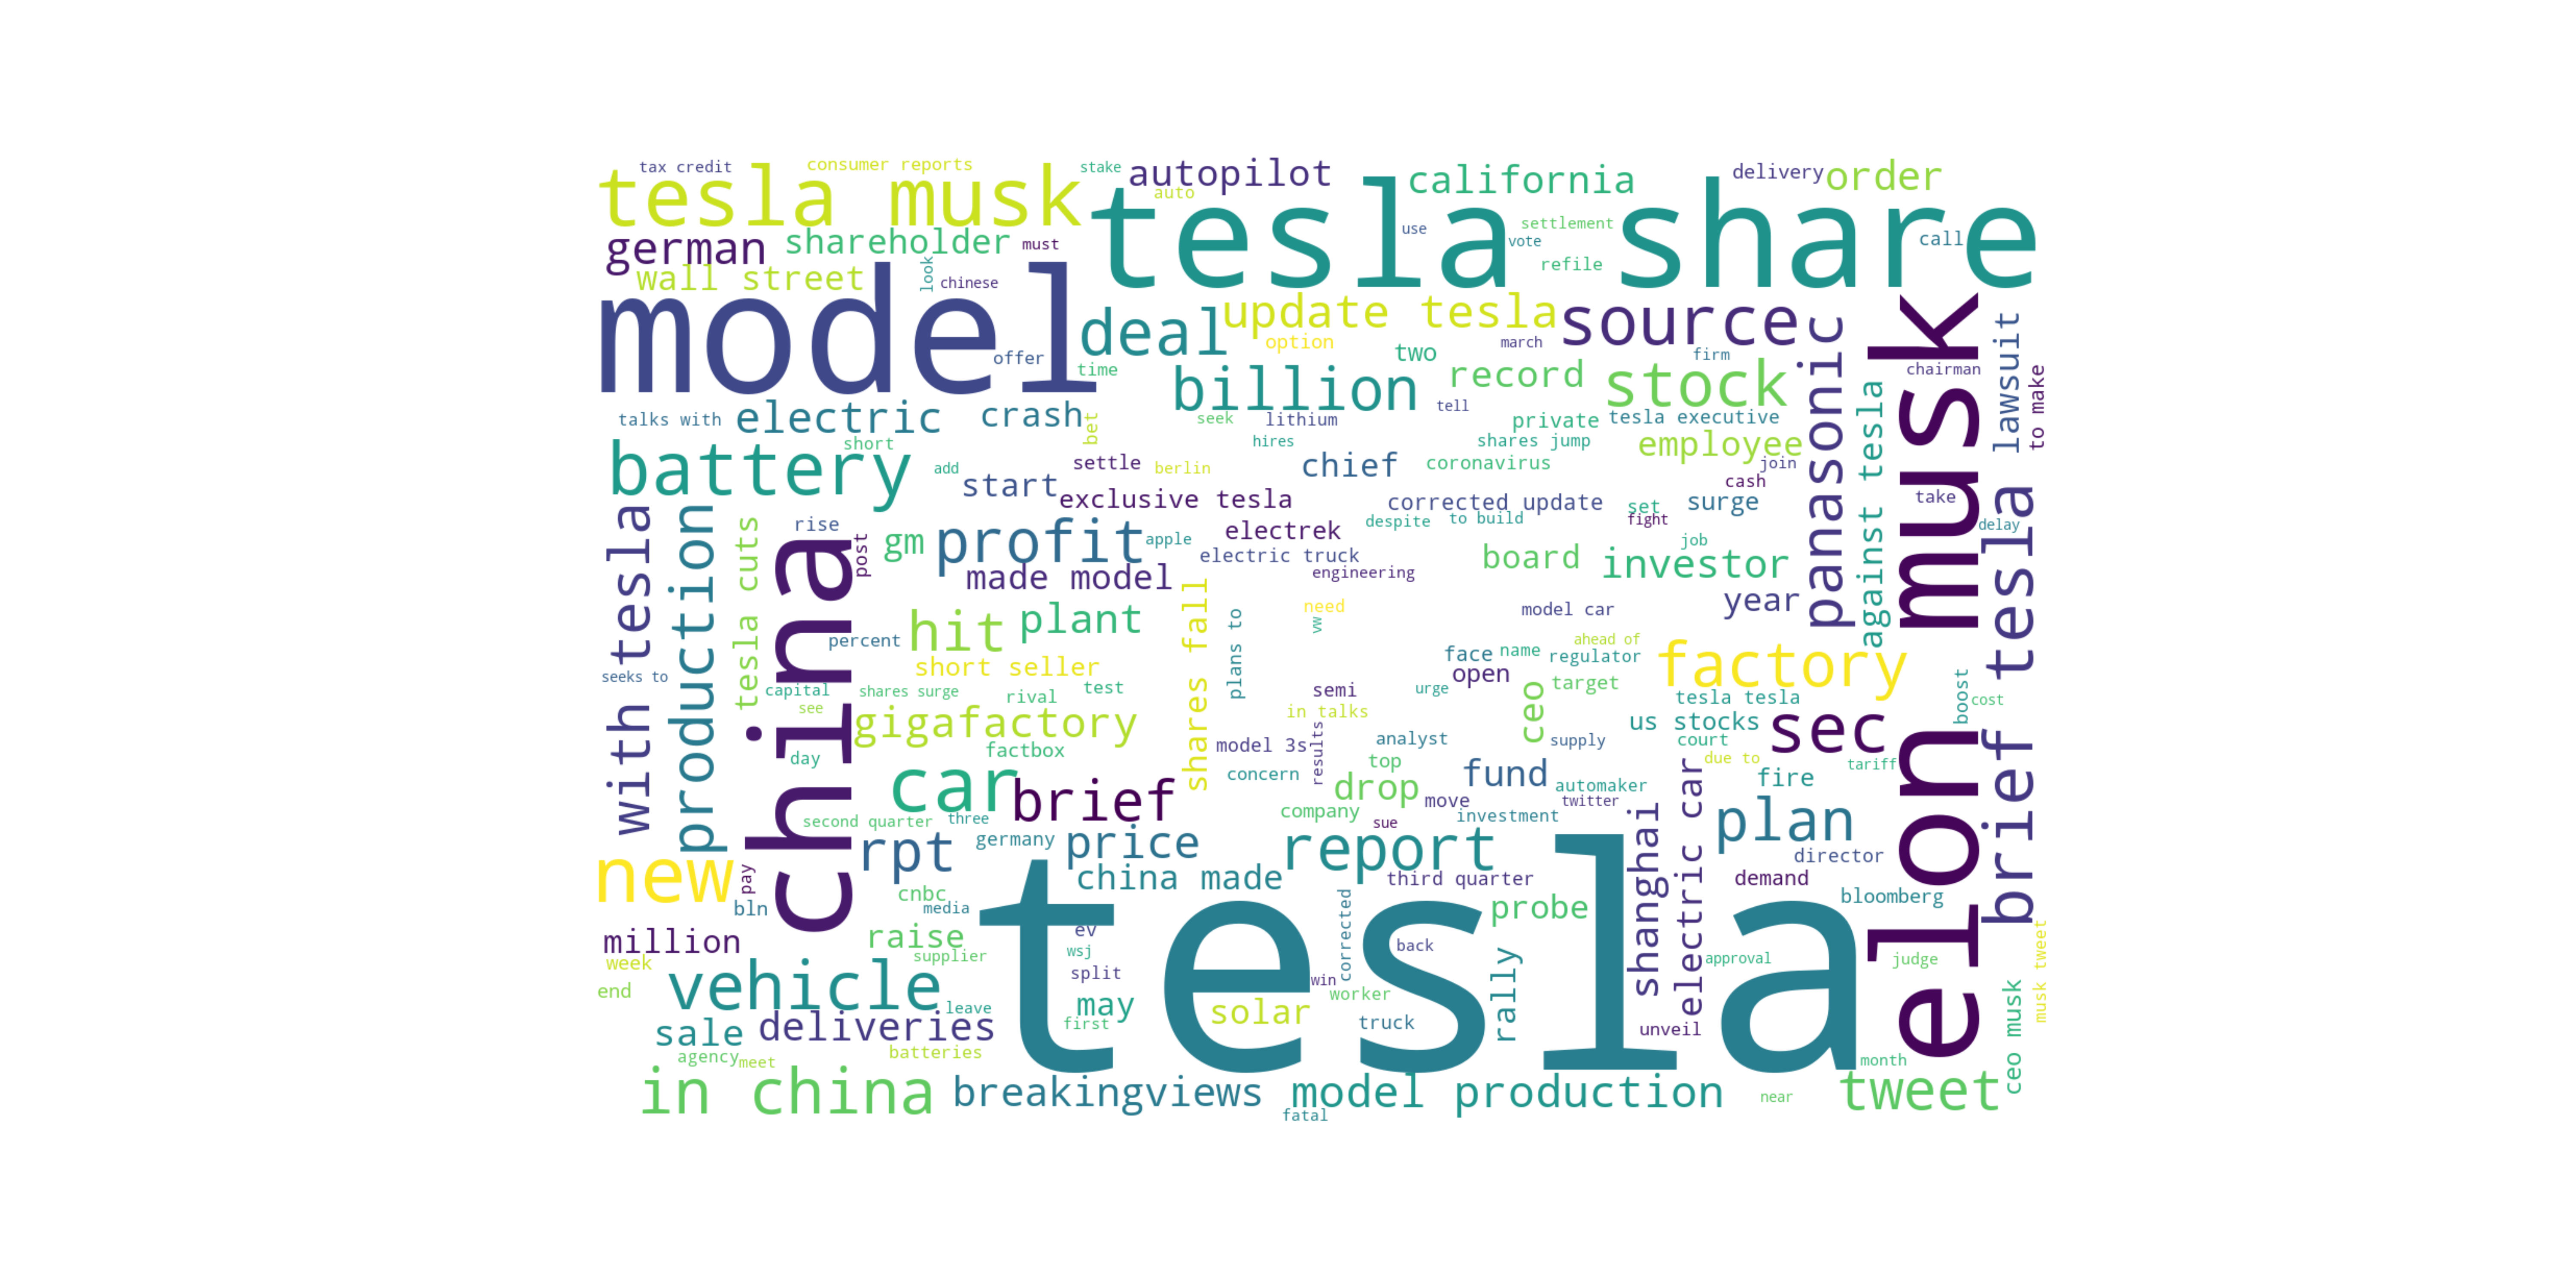 tax credit
consumer reports
stake
autopilot
auto
california
delivery
order
tesla musk
tesla share
use
settlement
vote
call
german
shareholder
must
refile
wall street
look
chinese
model
offer
deal
update tesla
source
option
time
two
march
firm
panasonic
elon musk
chairman
lawsuit
to make
billion
record
stock
talks with
electric
crash
bet
seek
lithium
tell
private
tesla executive
short
hires
shares jump
employee
against tesla
battery
add
start
settle
berlin
chief
coronavirus
join
cash
exclusive tesla
corrected update
set
surge
take
with tesla
production
tesla cuts
rise
china
post
gm
profit
apple
electrek
despite
to build
fight
delay
electric truck
board
job
investor
made model
engineering
brief tesla
year
percent
hit
plant
shares fall
plans to
need
vw
model car
ahead of
seeks to
short seller
face
name
regulator
factory
open
capital
shares surge
rival
test
semi
urge
ceo
target
tesla tesla
boost
cost
see
gigafactory
in talks
us stocks
sec
day
factbox
model 3s
results
analyst
supply
court
due to
tariff
car
brief
concern
top
drop
fund
automaker
fire
electric car
move
twitter
second quarter
three
company
sue
investment
shanghai
plan
rpt
germany
price
report
director
new
pay
china made
third quarter
demand
bln
cnbc
media
corrected
probe
bloomberg
million
raise
ev
tesla
back
rally
musk tweet
week
supplier
wsj
split
win
approval
judge
end
vehicle
leave
may
solar
worker
ceo musk
sale
deliveries
first
truck
unveil
agency
meet
batteries
month
in china
breakingviews
model production
near
tweet
fatal